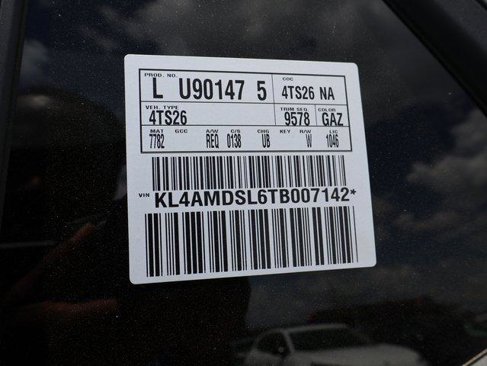 PROD. NO. COC
L U90147 5 4TS26 NA
VEH. TYPE TRIM SEQ COLOR
4TS26 9578 GAZ
MAT GCC A/W C/S CHG KEY R/W LIC
7782 REQ 0138 UB W 1046
VIN KL4AMDSL6TB007142*